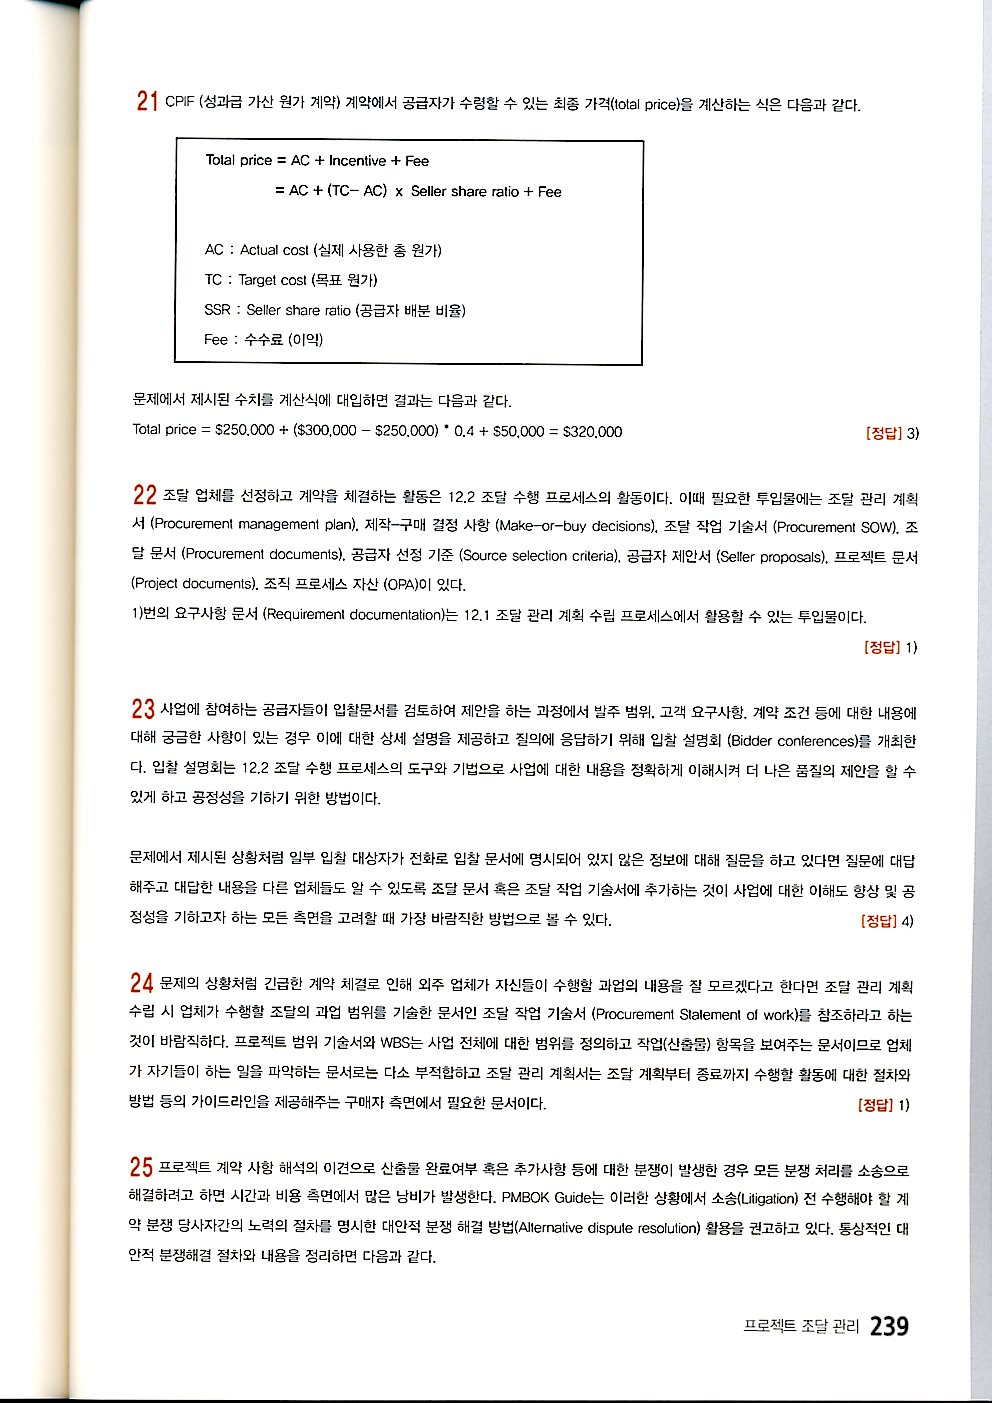 21 CPIF (성과급 가산 원가 계약) 계약에서 공급자가 수령할 수 있는 최종 가격(total price)을 계산하는 식은 다음과 같다.
Total price = AC + Incentive + Fee
= AC + (TC- AC) x Seller share ratio + Fee
AC : Actual cost (실제 사용한 총 원가)
TC : Target cost (목표 원가)
SSR : Seller share ratio (공급자 배분 비율)
Fee : 수수료 (이익)
문제에서 제시된 수치를 계산식에 대입하면 결과는 다음과 같다.
Total price = $250,000 + ($300,000 - $250,000) * 0.4 + $50,000 = $320,000 [정답] 3)
22 조달 업체를 선정하고 계약을 체결하는 활동은 12.2 조달 수행 프로세스의 활동이다. 이때 필요한 투입물에는 조달 관리 계획
서 (Procurement management plan), 제작-구매 결정 사항 (Make-or-buy decisions), 조달 작업 기술서 (Procurement SOW), 조
달 문서 (Procurement documents), 공급자 선정 기준 (Source selection criteria), 공급자 제안서 (Seller proposals), 프로젝트 문서
(Project documents), 조직 프로세스 자산 (OPA)이 있다.
1)번의 요구사항 문서 (Requirement documentation)는 12.1 조달 관리 계획 수립 프로세스에서 활용할 수 있는 투입물이다.
[정답] 1)
23 사업에 참여하는 공급자들이 입찰문서를 검토하여 제안을 하는 과정에서 발주 범위, 고객 요구사항, 계약 조건 등에 대한 내용에
대해 궁금한 사항이 있는 경우 이에 대한 상세 설명을 제공하고 질의에 응답하기 위해 입찰 설명회 (Bidder conferences)를 개최한
다. 입찰 설명회는 12.2 조달 수행 프로세스의 도구와 기법으로 사업에 대한 내용을 정확하게 이해시켜 더 나은 품질의 제안을 할 수
있게 하고 공정성을 기하기 위한 방법이다.
문제에서 제시된 상황처럼 일부 입찰 대상자가 전화로 입찰 문서에 명시되어 있지 않은 정보에 대해 질문을 하고 있다면 질문에 대답
해주고 대답한 내용을 다른 업체들도 알 수 있도록 조달 문서 혹은 조달 작업 기술서에 추가하는 것이 사업에 대한 이해도 향상 및 공
정성을 기하고자 하는 모든 측면을 고려할 때 가장 바람직한 방법으로 볼 수 있다. [정답] 4)
24 문제의 상황처럼 긴급한 계약 체결로 인해 외주 업체가 자신들이 수행할 과업의 내용을 잘 모르겠다고 한다면 조달 관리 계획
수립 시 업체가 수행할 조달의 과업 범위를 기술한 문서인 조달 작업 기술서 (Procurement Statement of work)를 참조하라고 하는
것이 바람직하다. 프로젝트 범위 기술서와 WBS는 사업 전체에 대한 범위를 정의하고 작업(산출물) 항목을 보여주는 문서이므로 업체
가 자기들이 하는 일을 파악하는 문서로는 다소 부적합하고 조달 관리 계획서는 조달 계획부터 종료까지 수행할 활동에 대한 절차와
방법 등의 가이드라인을 제공해주는 구매자 측면에서 필요한 문서이다. [정답] 1)
25 프로젝트 계약 사항 해석의 이견으로 산출물 완료여부 혹은 추가사항 등에 대한 분쟁이 발생한 경우 모든 분쟁 처리를 소송으로
해결하려고 하면 시간과 비용 측면에서 많은 낭비가 발생한다. PMBOK Guide는 이러한 상황에서 소송(Litigation) 전 수행해야 할 계
약 분쟁 당사자간의 노력의 절차를 명시한 대안적 분쟁 해결 방법(Alternative dispute resolution) 활용을 권고하고 있다. 통상적인 대
안적 분쟁해결 절차와 내용을 정리하면 다음과 같다.
프로젝트 조달 관리 239